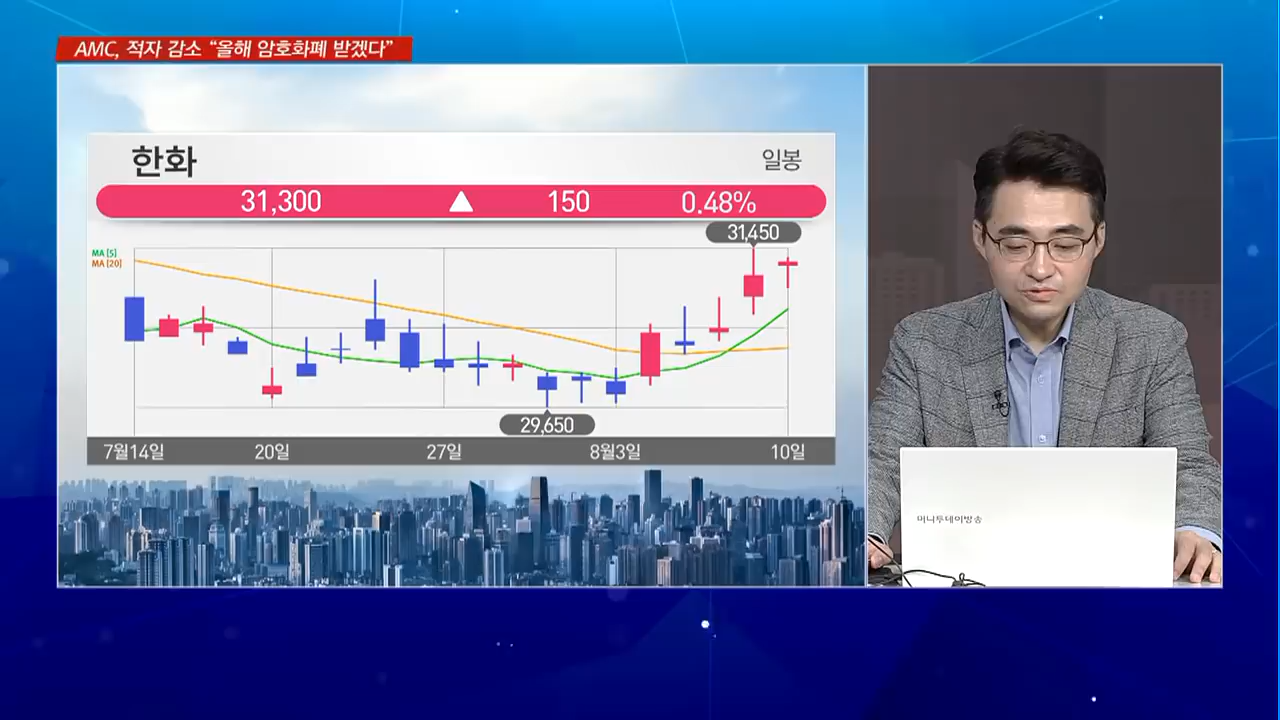 AMC, 적자 감소 “올해 암호화폐 받겠다”
한화
일봉
31,300 ▲ 150 0.48%
31,450
MA [5]
MA [20]
29,650
7월14일 20일 27일 8월3일 10일
머니투데이방송